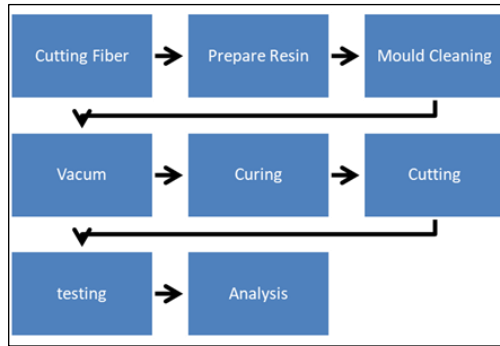 Cutting Fiber
Prepare Resin
Mould Cleaning
Vacum
Curing
Cutting
testing
Analysis